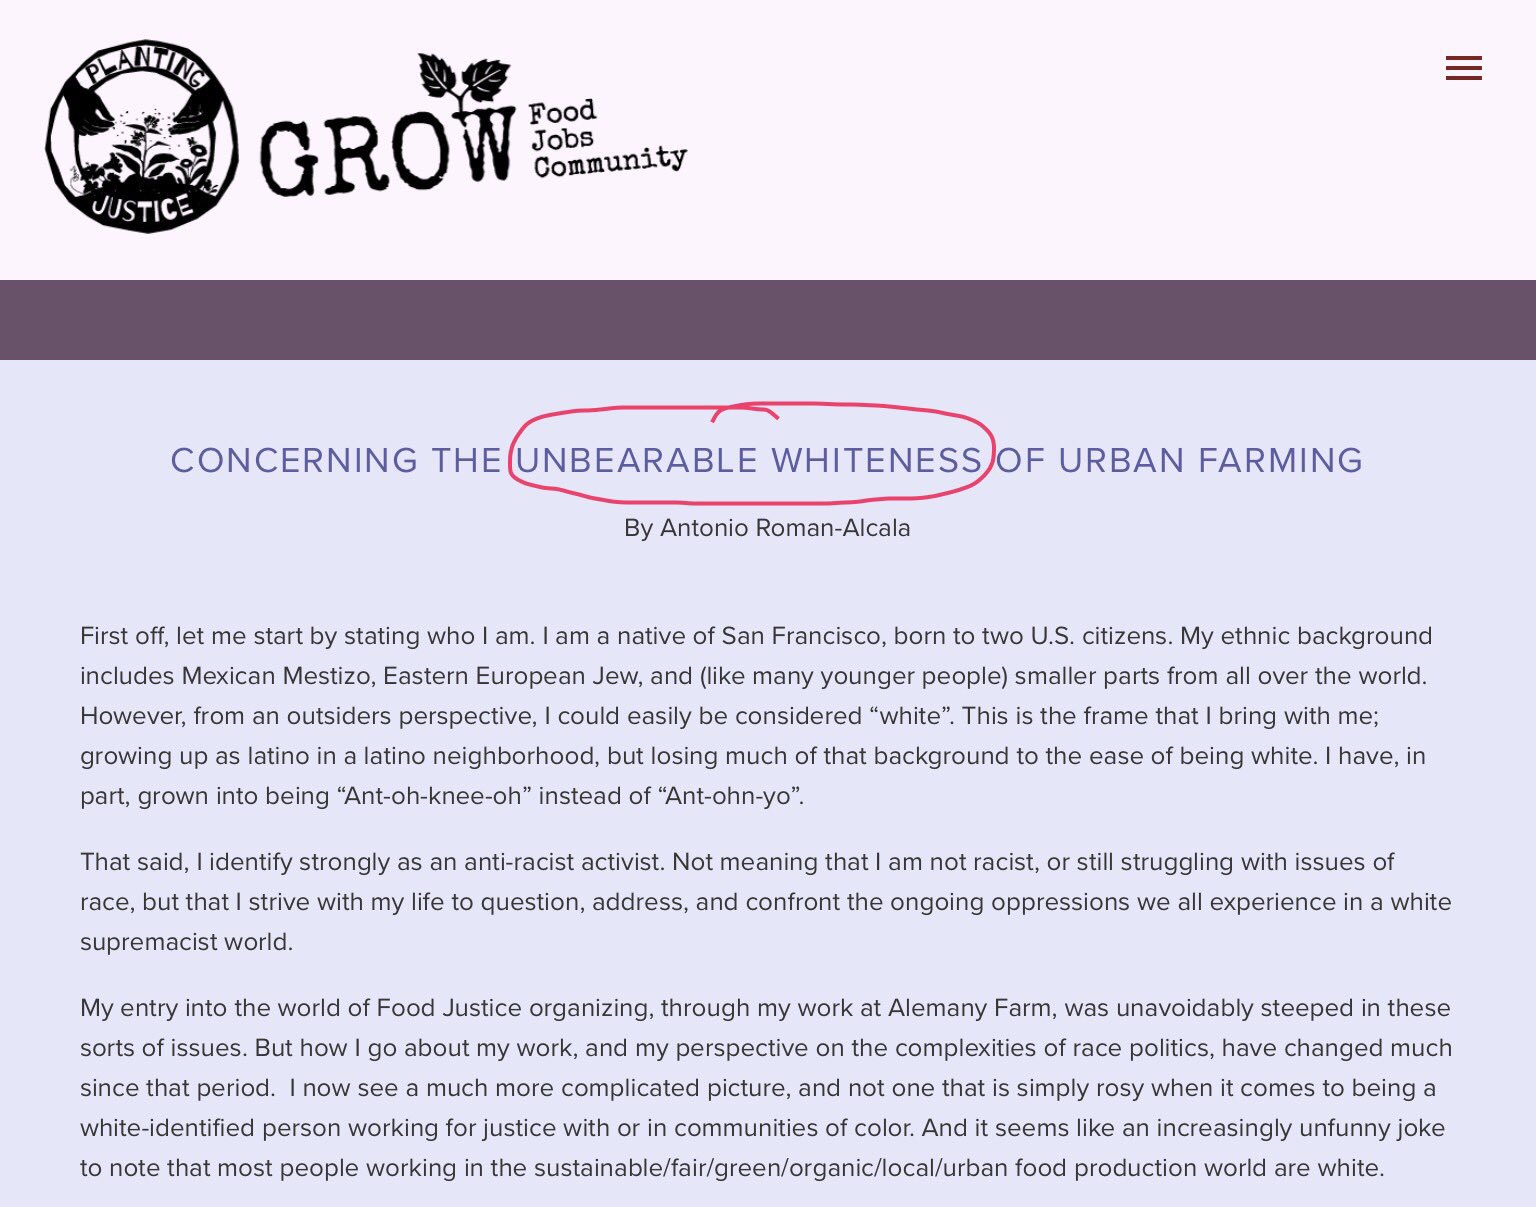 PLANTING
JUSTICE
GROW
Food
Jobs
Community
CONCERNING THE UNBEARABLE WHITENESS OF URBAN FARMING
By Antonio Roman-Alcala
First off, let me start by stating who I am. I am a native of San Francisco, born to two U.S. citizens. My ethnic background
includes Mexican Mestizo, Eastern European Jew, and (like many younger people) smaller parts from all over the world.
However, from an outsiders perspective, I could easily be considered “white”. This is the frame that I bring with me;
growing up as latino in a latino neighborhood, but losing much of that background to the ease of being white. I have, in
part, grown into being “Ant-oh-knee-oh” instead of “Ant-ohn-yo”.
That said, I identify strongly as an anti-racist activist. Not meaning that I am not racist, or still struggling with issues of
race, but that I strive with my life to question, address, and confront the ongoing oppressions we all experience in a white
supremacist world.
My entry into the world of Food Justice organizing, through my work at Alemany Farm, was unavoidably steeped in these
sorts of issues. But how I go about my work, and my perspective on the complexities of race politics, have changed much
since that period.  I now see a much more complicated picture, and not one that is simply rosy when it comes to being a
white-identified person working for justice with or in communities of color. And it seems like an increasingly unfunny joke
to note that most people working in the sustainable/fair/green/organic/local/urban food production world are white.